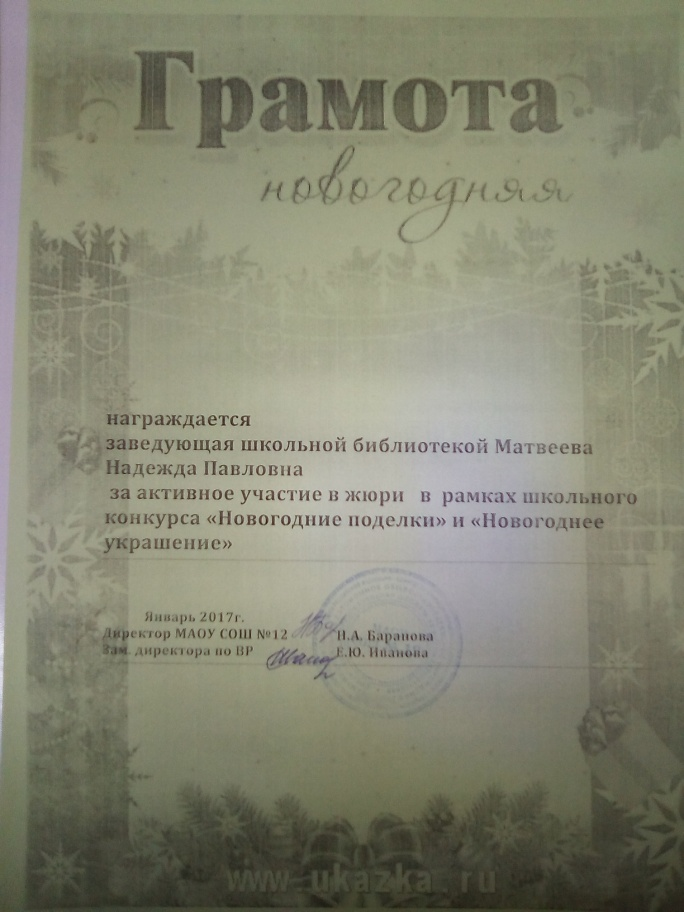 Грамота
новогодняя
награждается
заведующая школьной библиотекой Матвеева
Надежда Павловна
за активное участие в жюри в рамках школьного
конкурса «Новогодние поделки» и «Новогоднее
украшение»
Январь 2017г.
Директор МАОУ СОШ №12 Н.А. Баранова
Зам. директора по ВР Е.Ю. Иванова
www.ukazka.ru